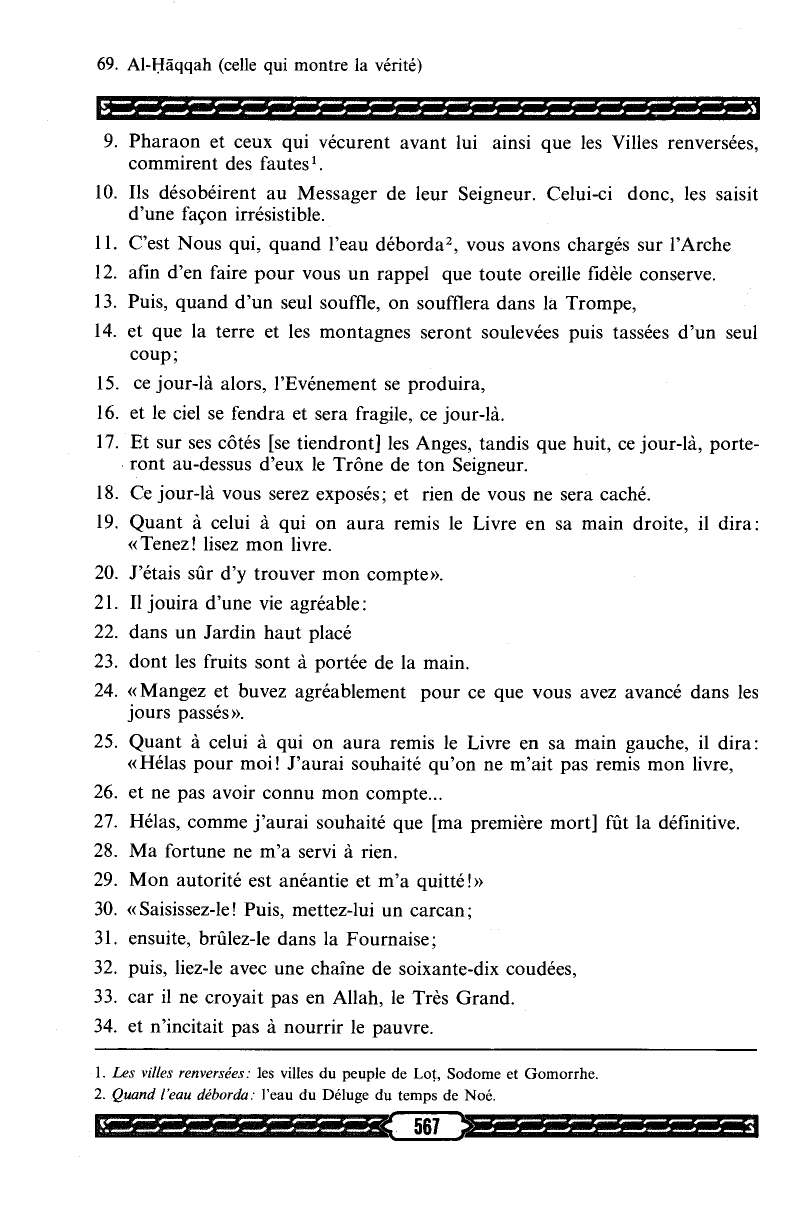 69. Al-Ḥāqqah (celle qui montre la vérité)
9. Pharaon et ceux qui vécurent avant lui ainsi que les Villes renversées,
commirent des fautes¹.
10. Ils désobéirent au Messager de leur Seigneur. Celui-ci donc, les saisit
d'une façon irrésistible.
11. C'est Nous qui, quand l'eau déborda², vous avons chargés sur l'Arche
12. afin d'en faire pour vous un rappel que toute oreille fidèle conserve.
13. Puis, quand d'un seul souffle, on soufflera dans la Trompe,
14. et que la terre et les montagnes seront soulevées puis tassées d'un seul
coup;
15. ce jour-là alors, l'Evénement se produira,
16. et le ciel se fendra et sera fragile, ce jour-là.
17. Et sur ses côtés [se tiendront] les Anges, tandis que huit, ce jour-là, porte-
ront au-dessus d'eux le Trône de ton Seigneur.
18. Ce jour-là vous serez exposés; et rien de vous ne sera caché.
19. Quant à celui à qui on aura remis le Livre en sa main droite, il dira:
«Tenez! lisez mon livre.
20. J'étais sûr d'y trouver mon compte».
21. Il jouira d'une vie agréable:
22. dans un Jardin haut placé
23. dont les fruits sont à portée de la main.
24. «Mangez et buvez agréablement pour ce que vous avez avancé dans les
jours passés».
25. Quant à celui à qui on aura remis le Livre en sa main gauche, il dira:
«Hélas pour moi! J'aurai souhaité qu'on ne m'ait pas remis mon livre,
26. et ne pas avoir connu mon compte...
27. Hélas, comme j'aurai souhaité que [ma première mort] fût la définitive.
28. Ma fortune ne m'a servi à rien.
29. Mon autorité est anéantie et m'a quitté!»
30. «Saisissez-le! Puis, mettez-lui un carcan;
31. ensuite, brûlez-le dans la Fournaise;
32. puis, liez-le avec une chaîne de soixante-dix coudées,
33. car il ne croyait pas en Allah, le Très Grand.
34. et n'incitait pas à nourrir le pauvre.
1. Les villes renversées: les villes du peuple de Loṭ, Sodome et Gomorrhe.
2. Quand l'eau déborda: l'eau du Déluge du temps de Noé.
567